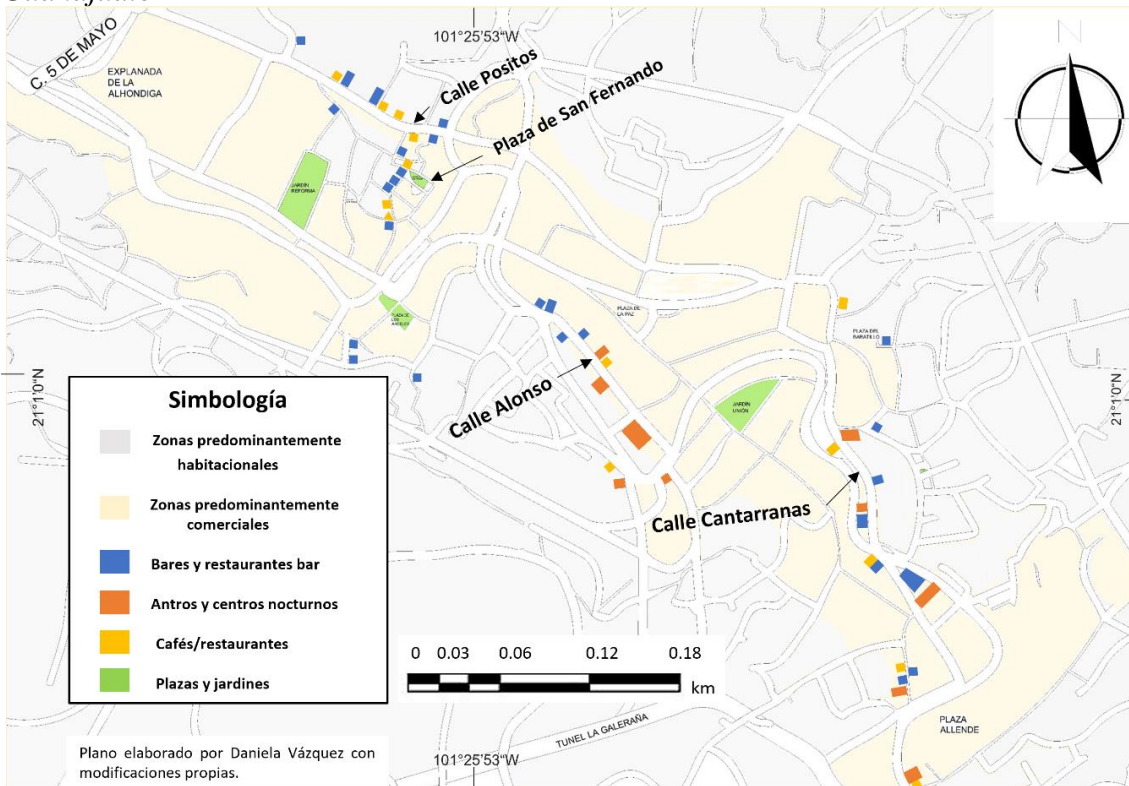 101°25'53"W
N
C. 5 DE MAYO
EXPLANADA
DE LA
ALHONDIGA
Calle Positos
Plaza de San Fernando
JARDIN
REFORMA
PLAZA DE
LOS
ANGELES
PLAZA DE
LA PAZ
PLAZA DEL
BARATILLO
21°1'0"N
21°1'0"N
Calle Alonso
JARDIN
UNIÓN
Calle Cantarranas
Simbología
Zonas predominantemente
habitacionales
Zonas predominantemente
comerciales
Bares y restaurantes bar
Antros y centros nocturnos
Cafés/restaurantes
Plazas y jardines
0 0.03 0.06 0.12 0.18
km
PLAZA
ALLENDE
TUNEL LA GALERAÑA
Plano elaborado por Daniela Vázquez con
modificaciones propias.
101°25'53"W